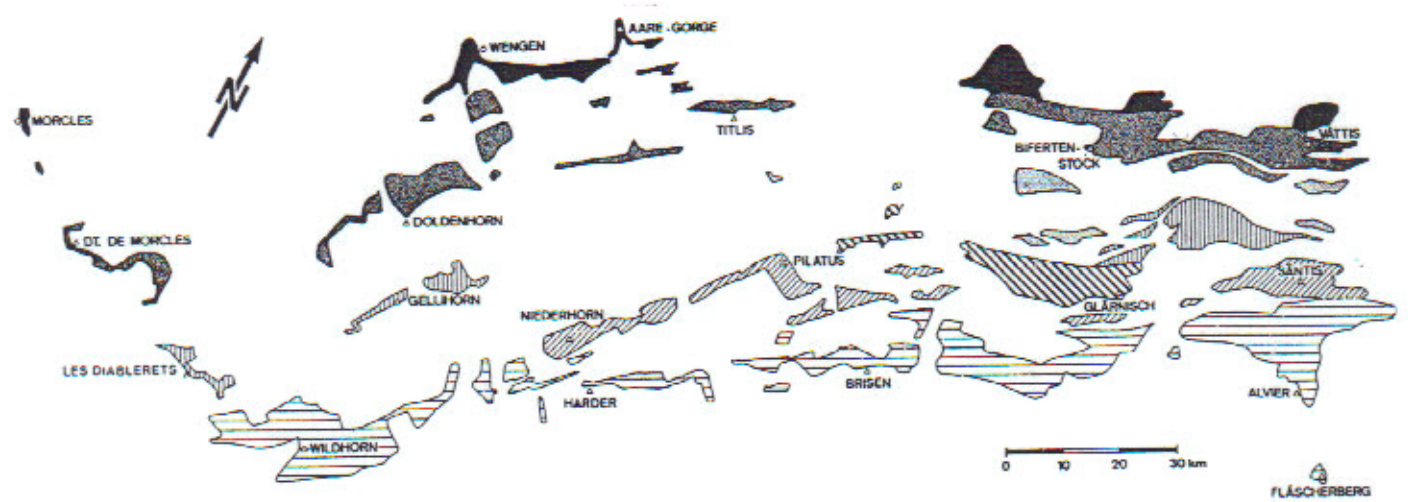 AARE-GORGE
WENGEN
MORCLES
N
TITLIS
VÄTTIS
BIFERTEN-
STOCK
DOLDENHORN
DT. DE MORCLES
PILATUS
SÄNTIS
GELLIHORN
GLÄRNISCH
NIEDERHORN
LES DIABLERETS
BRISEN
HARDER
ALVIER
WILDHORN
0 10 20 30 km
FLÄSCHERBERG